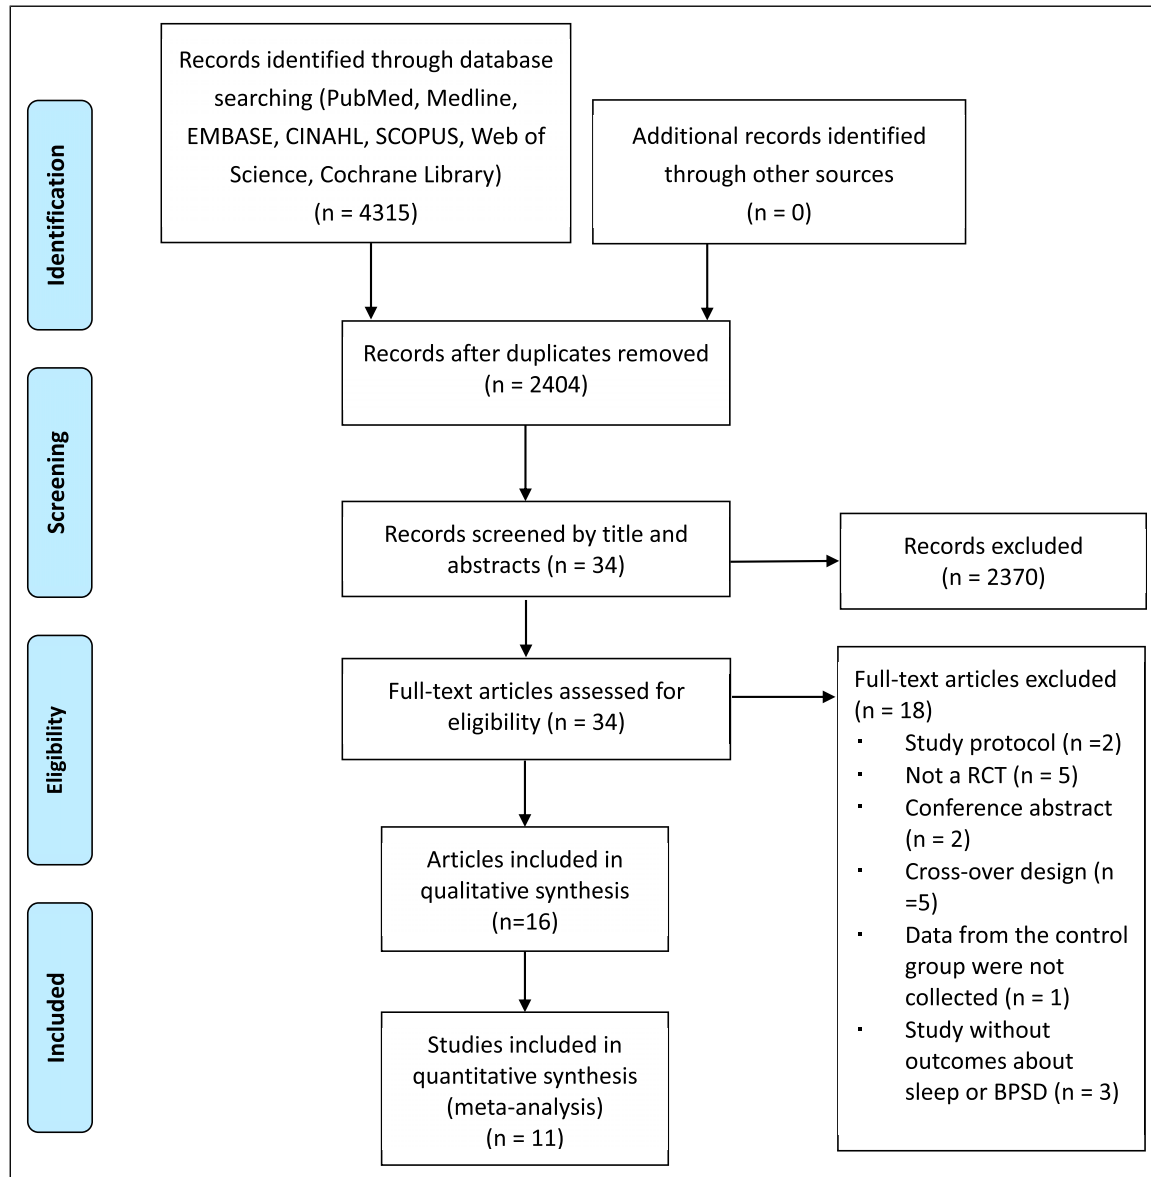 Identification
Records identified through database
searching (PubMed, Medline,
EMBASE, CINAHL, SCOPUS, Web of
Science, Cochrane Library)
(n = 4315)
Additional records identified
through other sources
(n = 0)
Records after duplicates removed
(n = 2404)
Screening
Records screened by title and
abstracts (n = 34)
Records excluded
(n = 2370)
Eligibility
Full-text articles assessed for
eligibility (n = 34)
Full-text articles excluded
(n = 18)
▪ Study protocol (n =2)
▪ Not a RCT (n = 5)
▪ Conference abstract
(n = 2)
▪ Cross-over design (n
=5)
▪ Data from the control
group were not
collected (n = 1)
▪ Study without
outcomes about
sleep or BPSD (n = 3)
Articles included in
qualitative synthesis
(n=16)
Included
Studies included in
quantitative synthesis
(meta-analysis)
(n = 11)